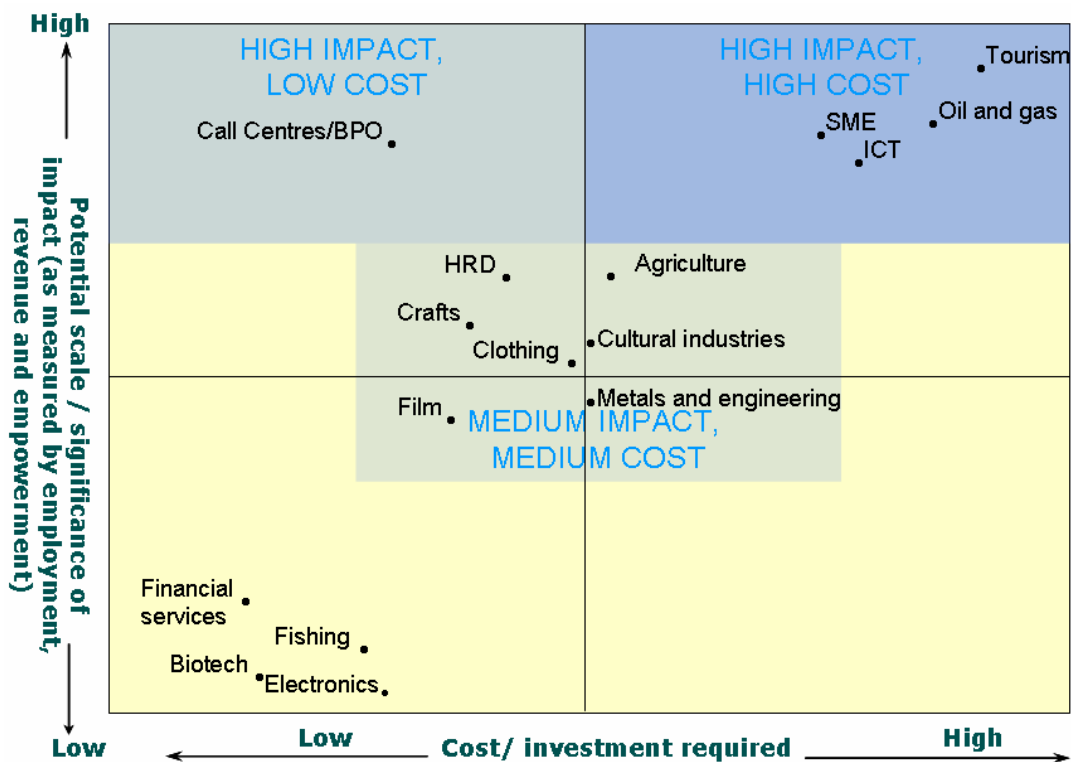 High
HIGH IMPACT,
LOW COST
HIGH IMPACT,
HIGH COST
Tourism
Oil and gas
SME
ICT
Call Centres/BPO
HRD
Agriculture
Crafts
Clothing
Cultural industries
Film
Metals and engineering
MEDIUM IMPACT,
MEDIUM COST
Financial
services
Fishing
Biotech
Electronics
Potential scale / significance of
impact (as measured by employment,
revenue and empowerment)
Low
Low
Cost/ investment required
High